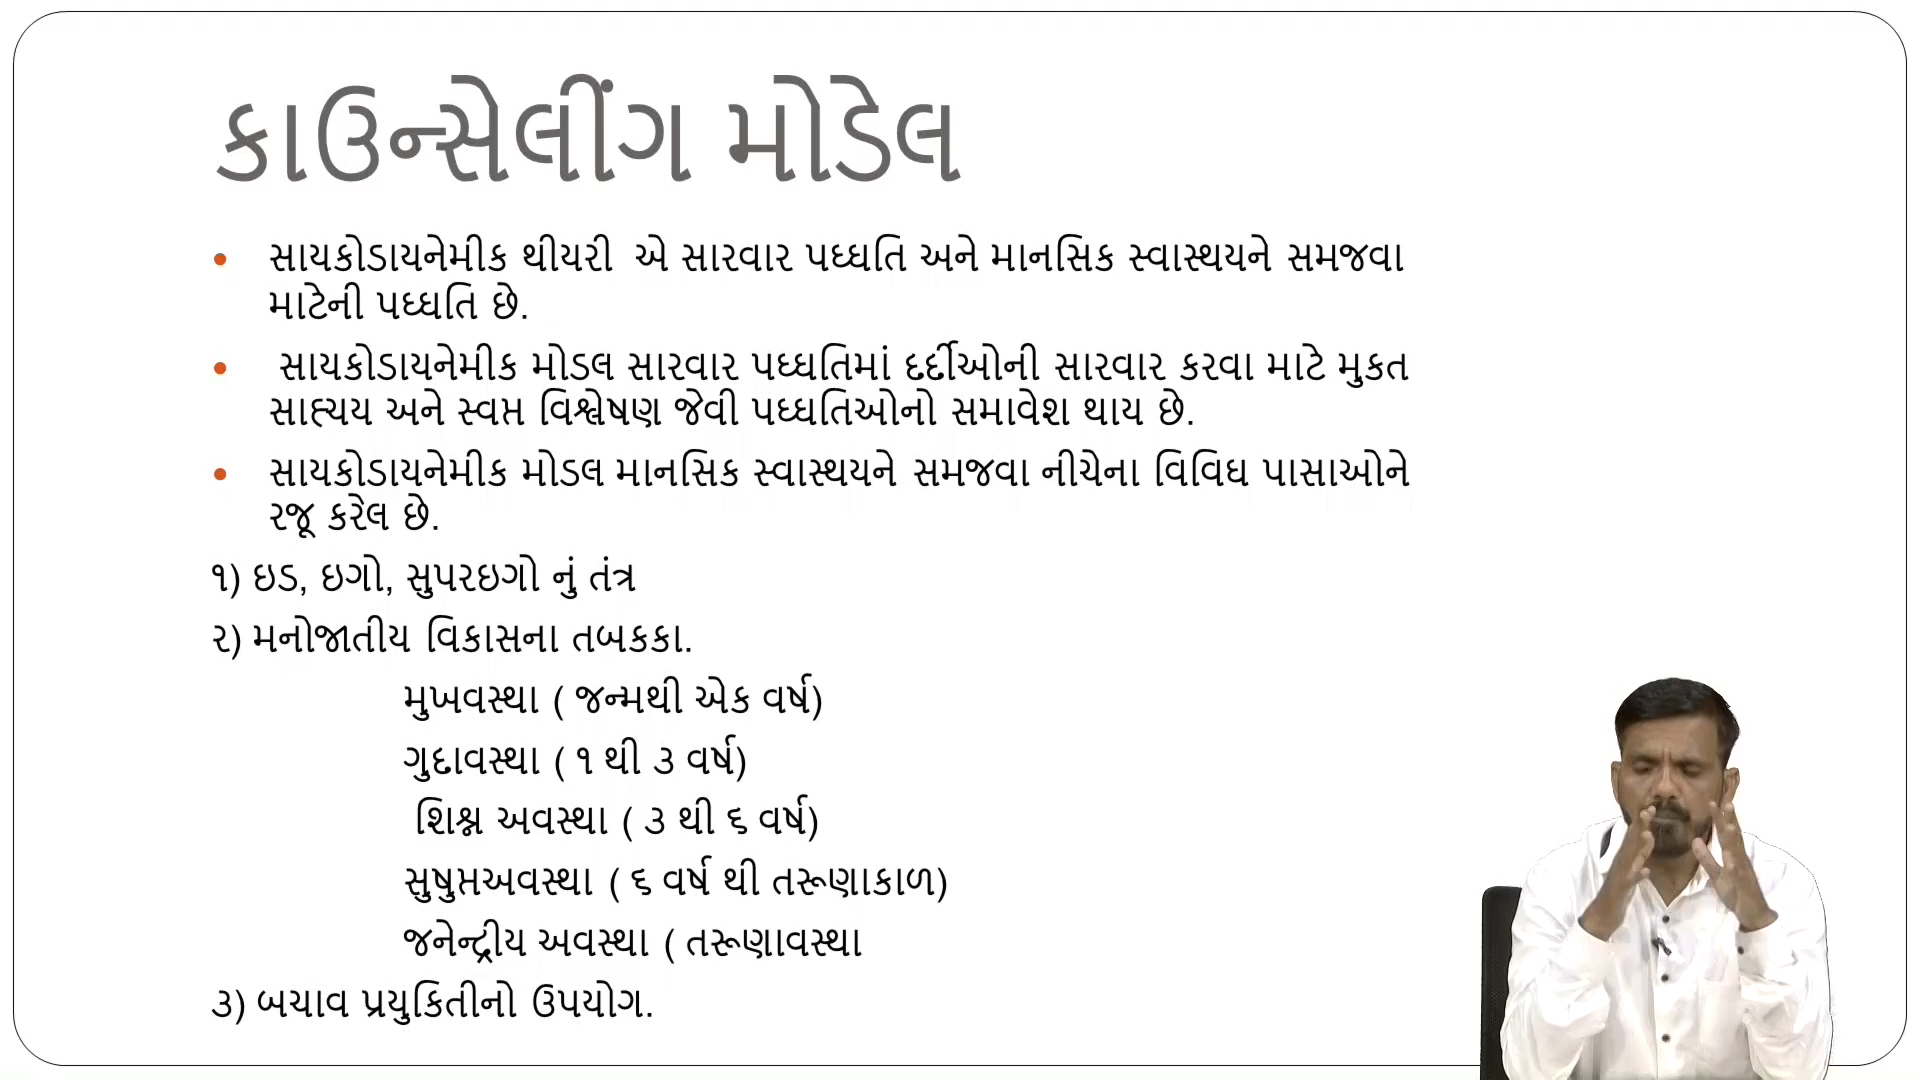 કાઉન્સેલીંગ મોડેલ
• સાયકોડાયનેમીક થીયરી એ સારવાર પધ્ધતિ અને માનસિક સ્વાસ્થયને સમજવા
માટેની પધ્ધતિ છે.
• સાયકોડાયનેમીક મોડલ સારવાર પધ્ધતિમાં દર્દીઓની સારવાર કરવા માટે મુકત
સાહ્ચય અને સ્વપ્ત વિશ્વેષણ જેવી પધ્ધતિઓનો સમાવેશ થાય છે.
• સાયકોડાયનેમીક મોડલ માનસિક સ્વાસ્થયને સમજવા નીચેના વિવિધ પાસાઓને
રજૂ કરેલ છે.
૧) ઇડ, ઇગો, સુપરઇગો નું તંત્ર
૨) મનોજાતીય વિકાસના તબકકા.
મુખવસ્થા ( જન્મથી એક વર્ષ)
ગુદાવસ્થા ( ૧ થી ૩ વર્ષ)
શિશ્ન અવસ્થા ( ૩ થી ૬ વર્ષ)
સુષુપ્તઅવસ્થા ( ૬ વર્ષ થી તરૂણાકાળ)
જનેન્દ્રીય અવસ્થા ( તરૂણાવસ્થા
૩) બચાવ પ્રયુકિતીનો ઉપયોગ.